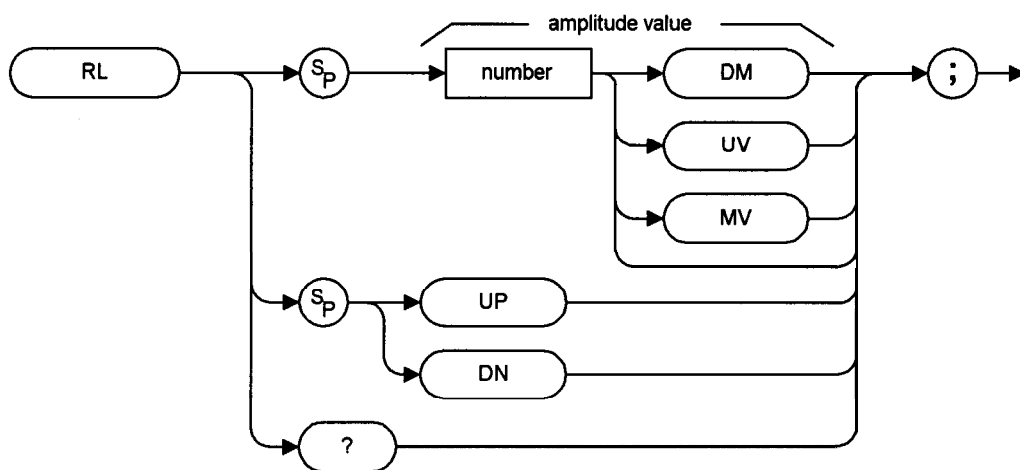 amplitude value
RL
SP
number
DM
;
UV
MV
SP
UP
DN
?